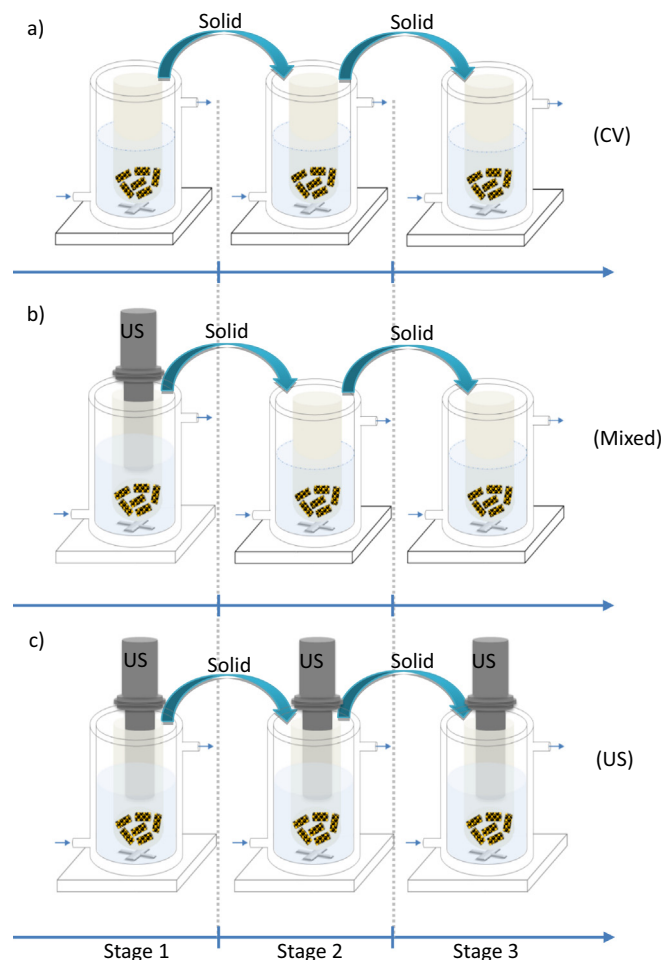 a)
Solid
Solid
(CV)
b)
US
Solid
Solid
(Mixed)
c)
US
Solid
US
Solid
US
(US)
Stage 1
Stage 2
Stage 3